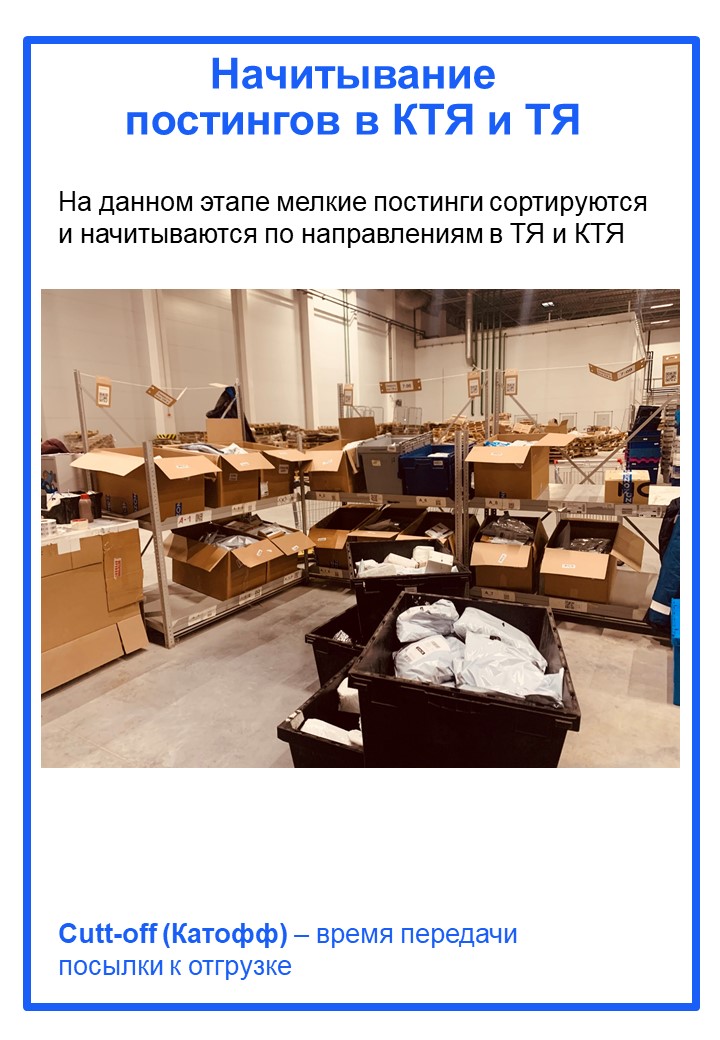 Начитывание
постингов в КТЯ и ТЯ
На данном этапе мелкие постинги сортируются
и начитываются по направлениям в ТЯ и КТЯ
A-1
Cutt-off (Катофф) – время передачи
посылки к отгрузке